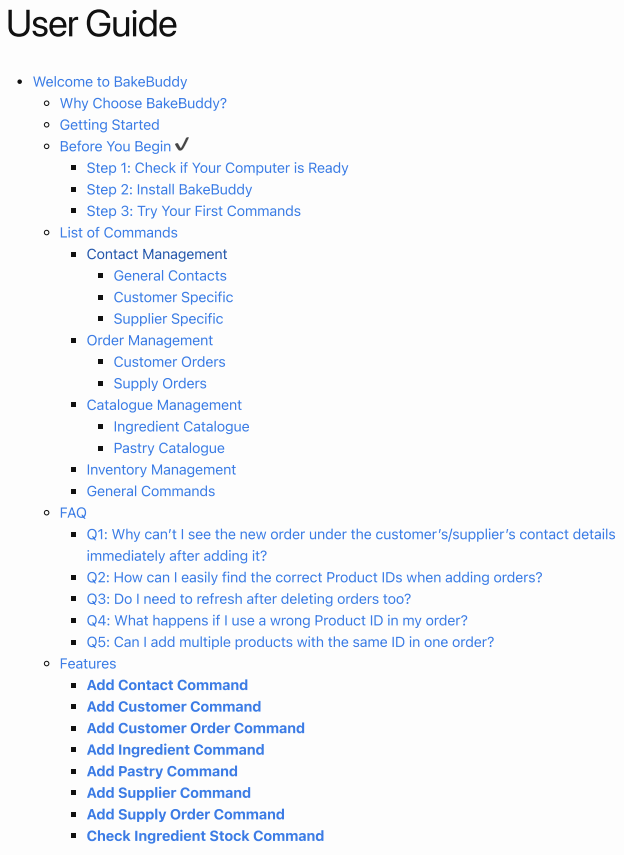 User Guide
Welcome to BakeBuddy
Why Choose BakeBuddy?
Getting Started
Before You Begin ✔
Step 1: Check if Your Computer is Ready
Step 2: Install BakeBuddy
Step 3: Try Your First Commands
List of Commands
Contact Management
General Contacts
Customer Specific
Supplier Specific
Order Management
Customer Orders
Supply Orders
Catalogue Management
Ingredient Catalogue
Pastry Catalogue
Inventory Management
General Commands
FAQ
Q1: Why can’t I see the new order under the customer’s/supplier’s contact details
immediately after adding it?
Q2: How can I easily find the correct Product IDs when adding orders?
Q3: Do I need to refresh after deleting orders too?
Q4: What happens if I use a wrong Product ID in my order?
Q5: Can I add multiple products with the same ID in one order?
Features
Add Contact Command
Add Customer Command
Add Customer Order Command
Add Ingredient Command
Add Pastry Command
Add Supplier Command
Add Supply Order Command
Check Ingredient Stock Command